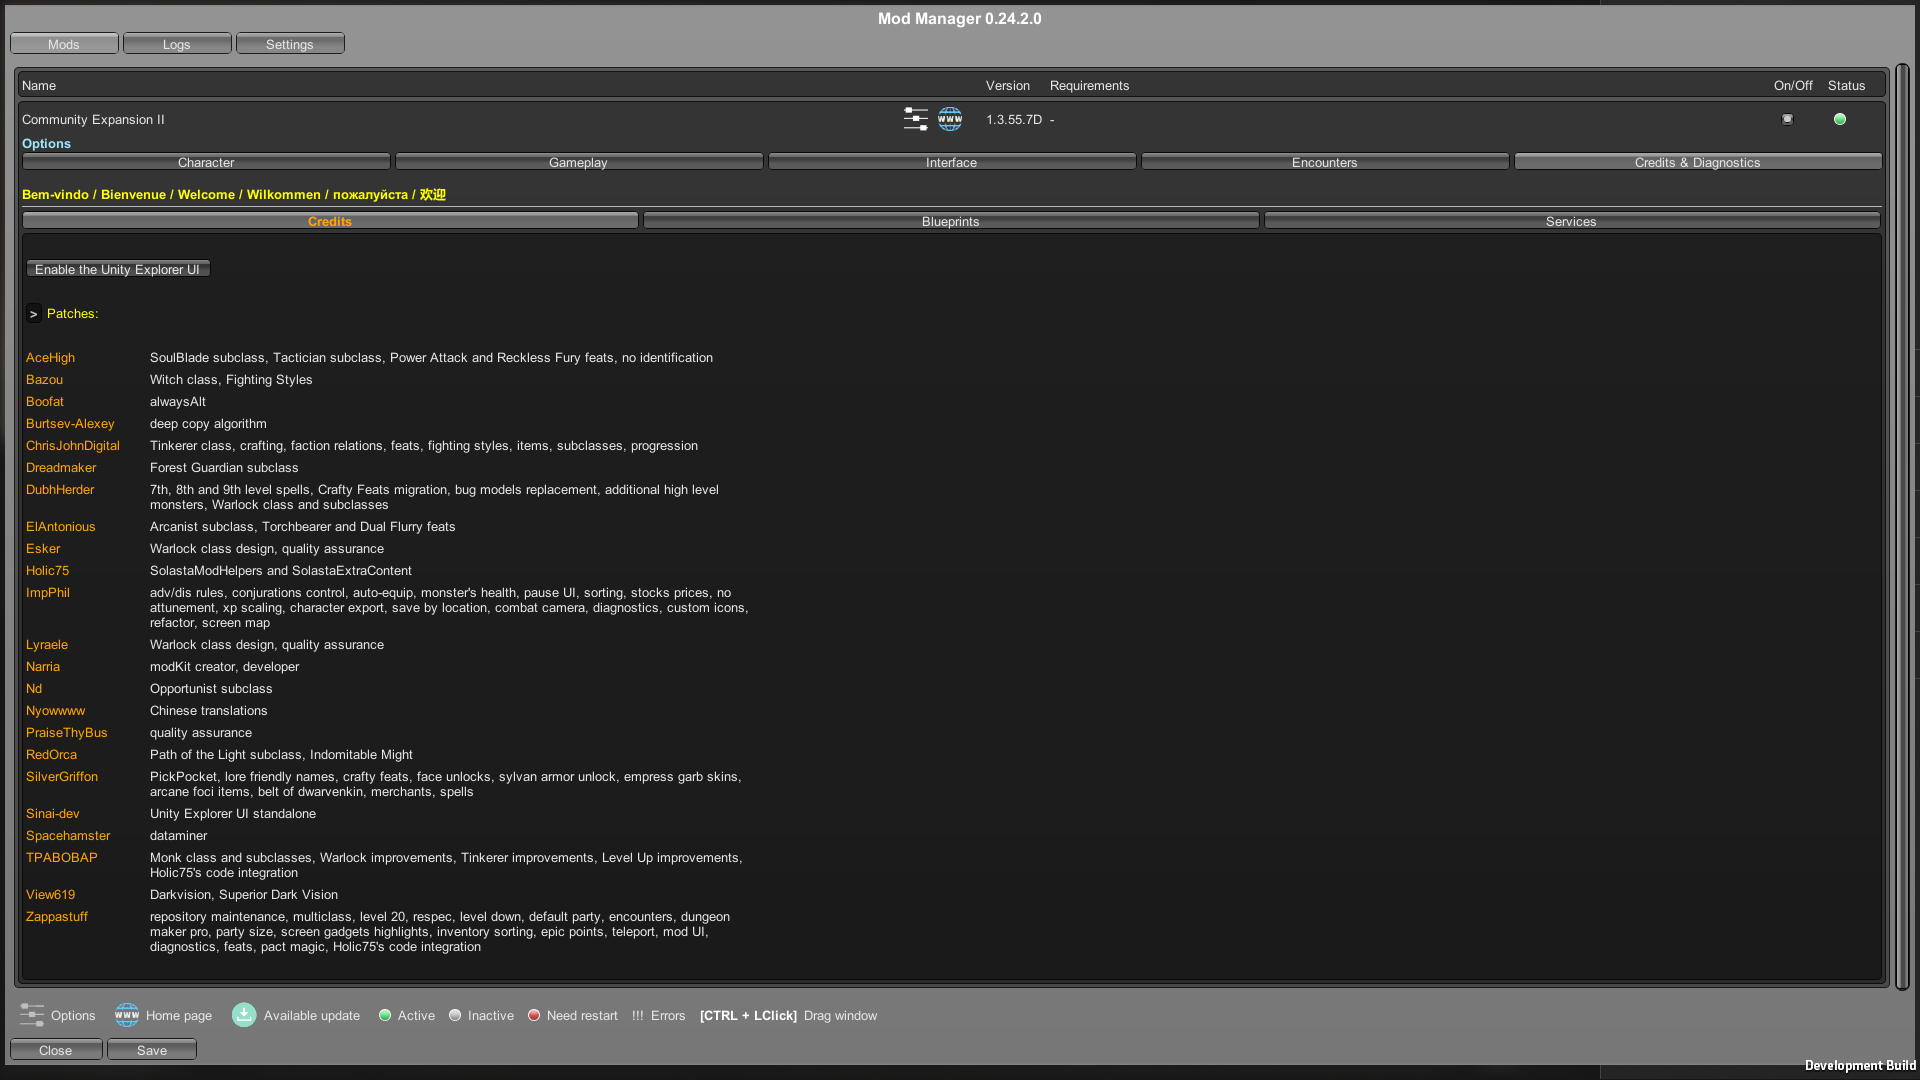 Mod Manager 0.24.2.0
Mods Logs Settings
Name Version Requirements On/Off Status
Community Expansion II www 1.3.55.7D - 
Options
Character Gameplay Interface Encounters Credits & Diagnostics
Bem-vindo / Bienvenue / Welcome / Wilkommen / пожалуйста / 欢迎
Credits Blueprints Services
Enable the Unity Explorer UI
> Patches:
AceHigh SoulBlade subclass, Tactician subclass, Power Attack and Reckless Fury feats, no identification
Bazou Witch class, Fighting Styles
Boofat alwaysAlt
Burtsev-Alexey deep copy algorithm
ChrisJohnDigital Tinkerer class, crafting, faction relations, feats, fighting styles, items, subclasses, progression
Dreadmaker Forest Guardian subclass
DubhHerder 7th, 8th and 9th level spells, Crafty Feats migration, bug models replacement, additional high level
monsters, Warlock class and subclasses
ElAntonious Arcanist subclass, Torchbearer and Dual Flurry feats
Esker Warlock class design, quality assurance
Holic75 SolastaModHelpers and SolastaExtraContent
ImpPhil adv/dis rules, conjurations control, auto-equip, monster's health, pause UI, sorting, stocks prices, no
attunement, xp scaling, character export, save by location, combat camera, diagnostics, custom icons,
refactor, screen map
Lyraele Warlock class design, quality assurance
Narria modKit creator, developer
Nd Opportunist subclass
Nyowwww Chinese translations
PraiseThyBus quality assurance
RedOrca Path of the Light subclass, Indomitable Might
SilverGriffon PickPocket, lore friendly names, crafty feats, face unlocks, sylvan armor unlock, empress garb skins,
arcane foci items, belt of dwarvenkin, merchants, spells
Sinai-dev Unity Explorer UI standalone
Spacehamster dataminer
TPABOBAP Monk class and subclasses, Warlock improvements, Tinkerer improvements, Level Up improvements,
Holic75's code integration
View619 Darkvision, Superior Dark Vision
Zappastuff repository maintenance, multiclass, level 20, respec, level down, default party, encounters, dungeon
maker pro, party size, screen gadgets highlights, inventory sorting, epic points, teleport, mod UI,
diagnostics, feats, pact magic, Holic75's code integration
Options www Home page Available update Active Inactive Need restart !!! Errors [CTRL + LClick] Drag window
Close Save
Development Build